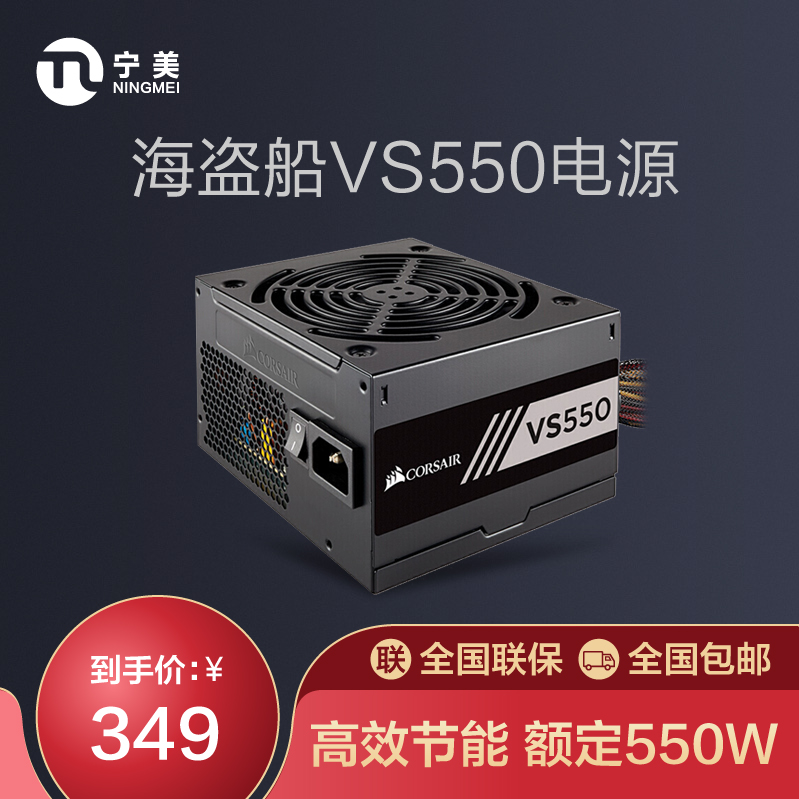 宁美
NINGMEI
海盗船VS550电源
CORSAIR
O
I
CORSAIR
VS550
到手价:¥
349
联 全国联保 全国包邮
高效节能 额定550W